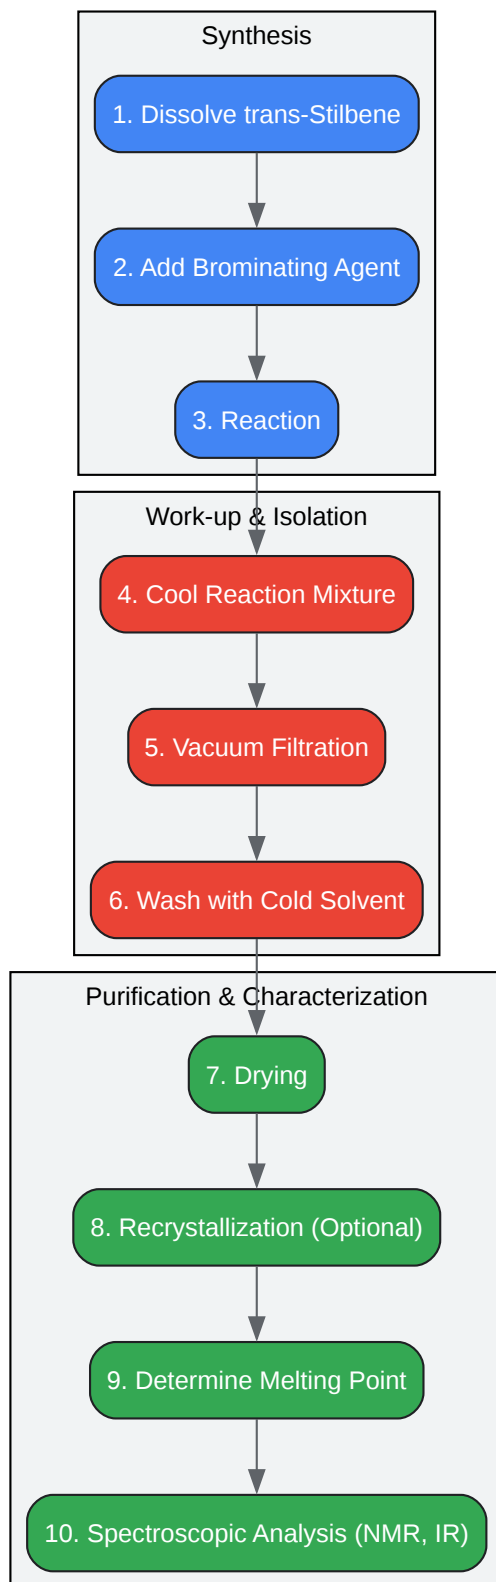 Synthesis
1. Dissolve trans-Stilbene
2. Add Brominating Agent
3. Reaction
Work-up & Isolation
4. Cool Reaction Mixture
5. Vacuum Filtration
6. Wash with Cold Solvent
Purification & Characterization
7. Drying
8. Recrystallization (Optional)
9. Determine Melting Point
10. Spectroscopic Analysis (NMR, IR)